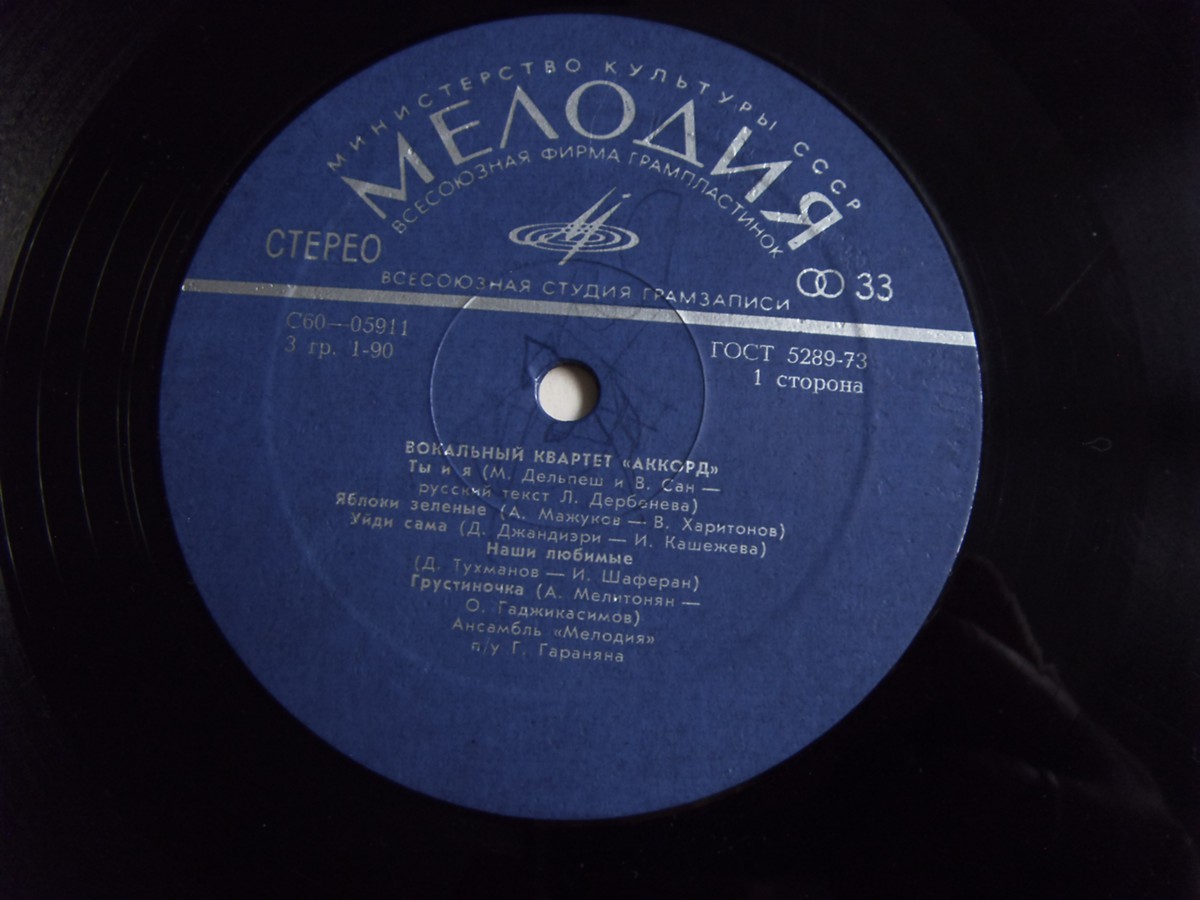 МИНИСТЕРСТВО КУЛЬТУРЫ СССР
МЕЛОДИЯ
ВСЕСОЮЗНАЯ ФИРМА ГРАМПЛАСТИНОК
СТЕРЕО
33
ВСЕСОЮЗНАЯ СТУДИЯ ГРАМЗАПИСИ
С60—05911
3 гр. 1-90
ГОСТ 5289-73
1 сторона
ВОКАЛЬНЫЙ КВАРТЕТ «АККОРД»
Ты и я (М. Дельпеш и В. Сан —
русский текст Л. Дербенева)
Яблоки зеленые (А. Мажуков — В. Харитонов)
Уйди сама (Д. Джандиэри — И. Кашежева)
Наши любимые
(Д. Тухманов — И. Шаферан)
Грустиночка (А. Мелитонян —
О. Гаджикасимов)
Ансамбль «Мелодия»
п/у Г. Гараняна